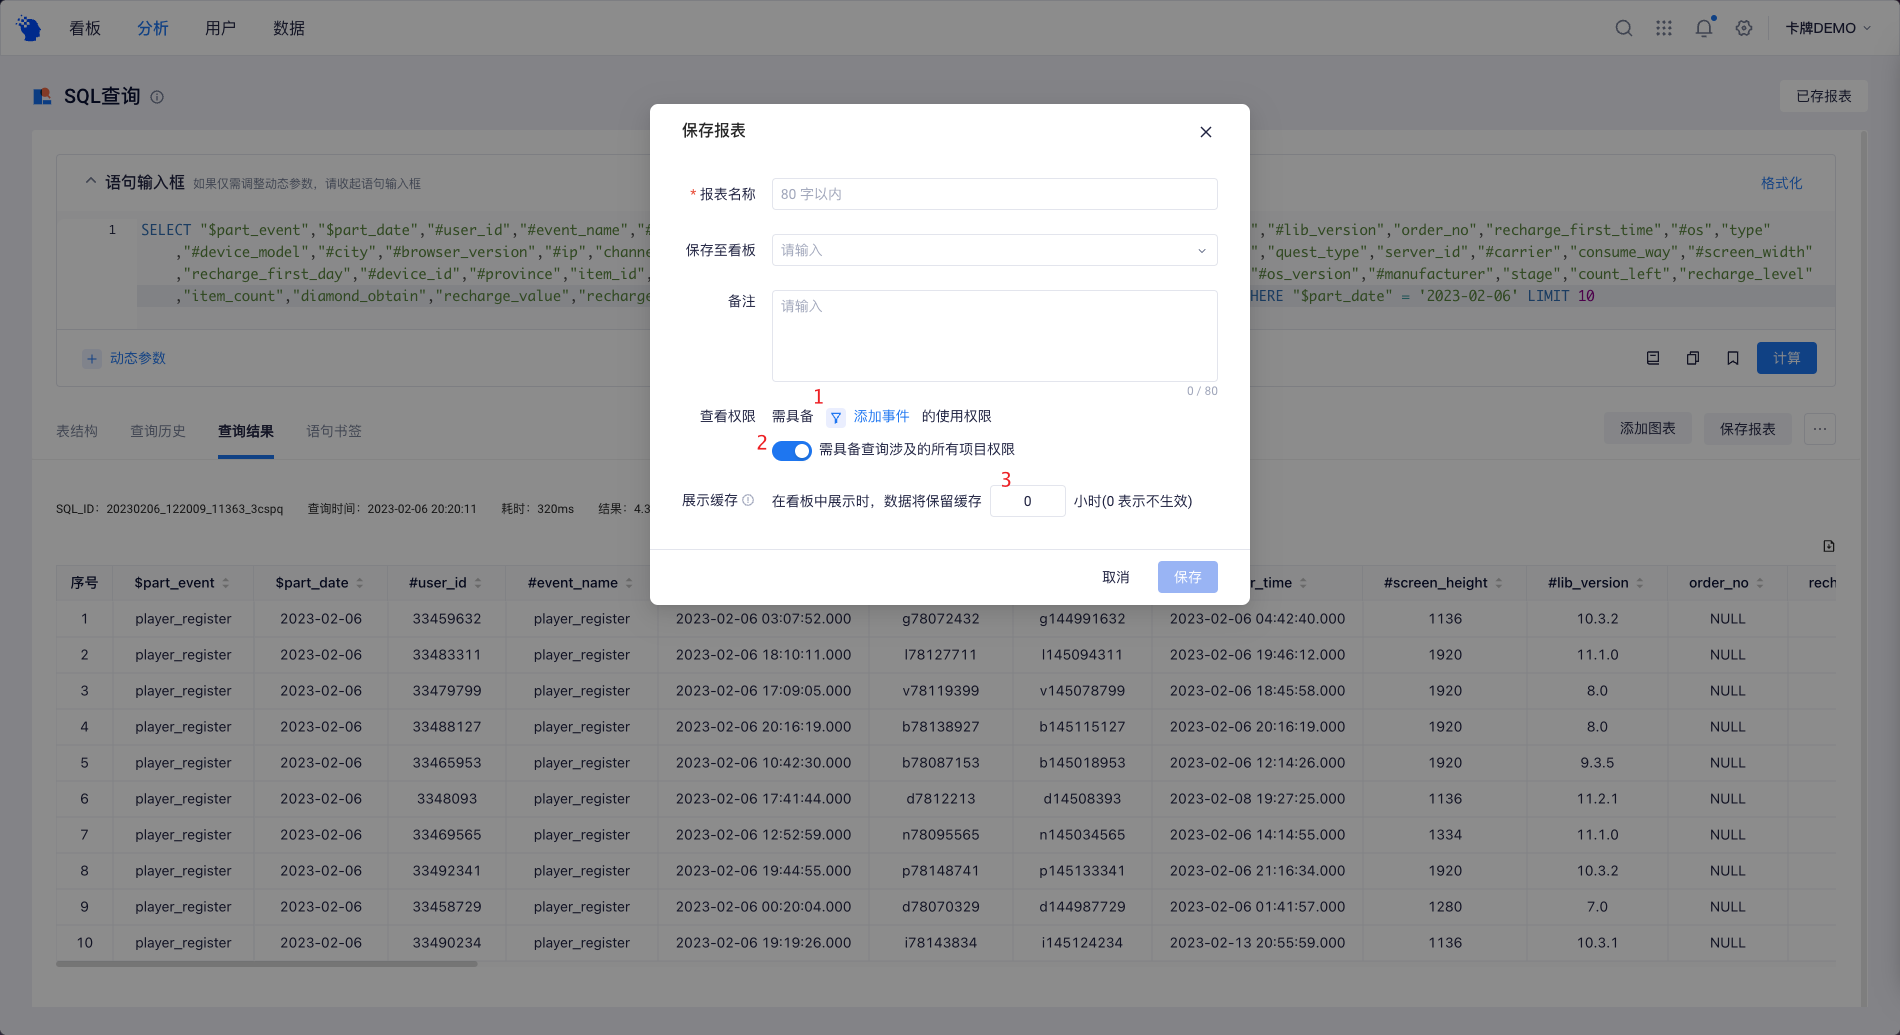 看板 分析 用户 数据 卡牌DEMO
SQL查询 已存报表
语句输入框 如果仅需调整动态参数，请收起语句输入框 格式化
1 SELECT "$part_event","$part_date","#user_id","#event_name","# ","#lib_version","order_no","recharge_first_time","#os","type"
,"#device_model","#city","#browser_version","#ip","channe ,"quest_type","server_id","#carrier","consume_way","#screen_width"
,"recharge_first_day","#device_id","#province","item_id", "#os_version","#manufacturer","stage","count_left","recharge_level"
,"item_count","diamond_obtain","recharge_value","recharge HERE "$part_date" = '2023-02-06' LIMIT 10
+ 动态参数 计算
表结构 查询历史 查询结果 语句书签 添加图表 保存报表 ...
SQL_ID：20230206_122009_11363_3cspq 查询时间：2023-02-06 20:20:11 耗时：320ms 结果：4.3
保存报表
* 报表名称 80 字以内
保存至看板 请输入
备注 请输入
0 / 80
1
查看权限 需具备 添加事件 的使用权限
2 需具备查询涉及的所有项目权限
3
展示缓存 在看板中展示时，数据将保留缓存 0 小时(0 表示不生效)
取消 保存
序号 $part_event $part_date #user_id #event_name r_time #screen_height #lib_version order_no rech
1 player_register 2023-02-06 33459632 player_register 2023-02-06 03:07:52.000 g78072432 g144991632 2023-02-06 04:42:40.000 1136 10.3.2 NULL
2 player_register 2023-02-06 33483311 player_register 2023-02-06 18:10:11.000 l78127711 l145094311 2023-02-06 19:46:12.000 1920 11.1.0 NULL
3 player_register 2023-02-06 33479799 player_register 2023-02-06 17:09:05.000 v78119399 v145078799 2023-02-06 18:45:58.000 1920 8.0 NULL
4 player_register 2023-02-06 33488127 player_register 2023-02-06 20:16:19.000 b78138927 b145115127 2023-02-06 20:16:19.000 1920 8.0 NULL
5 player_register 2023-02-06 33465953 player_register 2023-02-06 10:42:30.000 b78087153 b145018953 2023-02-06 12:14:26.000 1920 9.3.5 NULL
6 player_register 2023-02-06 3348093 player_register 2023-02-06 17:41:44.000 d7812213 d14508393 2023-02-08 19:27:25.000 1136 11.2.1 NULL
7 player_register 2023-02-06 33469565 player_register 2023-02-06 12:52:59.000 n78095565 n145034565 2023-02-06 14:14:55.000 1334 11.1.0 NULL
8 player_register 2023-02-06 33492341 player_register 2023-02-06 19:44:55.000 p78148741 p145133341 2023-02-06 21:16:34.000 1920 10.3.2 NULL
9 player_register 2023-02-06 33458729 player_register 2023-02-06 00:20:04.000 d78070329 d144987729 2023-02-06 01:41:57.000 1280 7.0 NULL
10 player_register 2023-02-06 33490234 player_register 2023-02-06 19:19:26.000 i78143834 i145124234 2023-02-13 20:55:59.000 1136 10.3.1 NULL